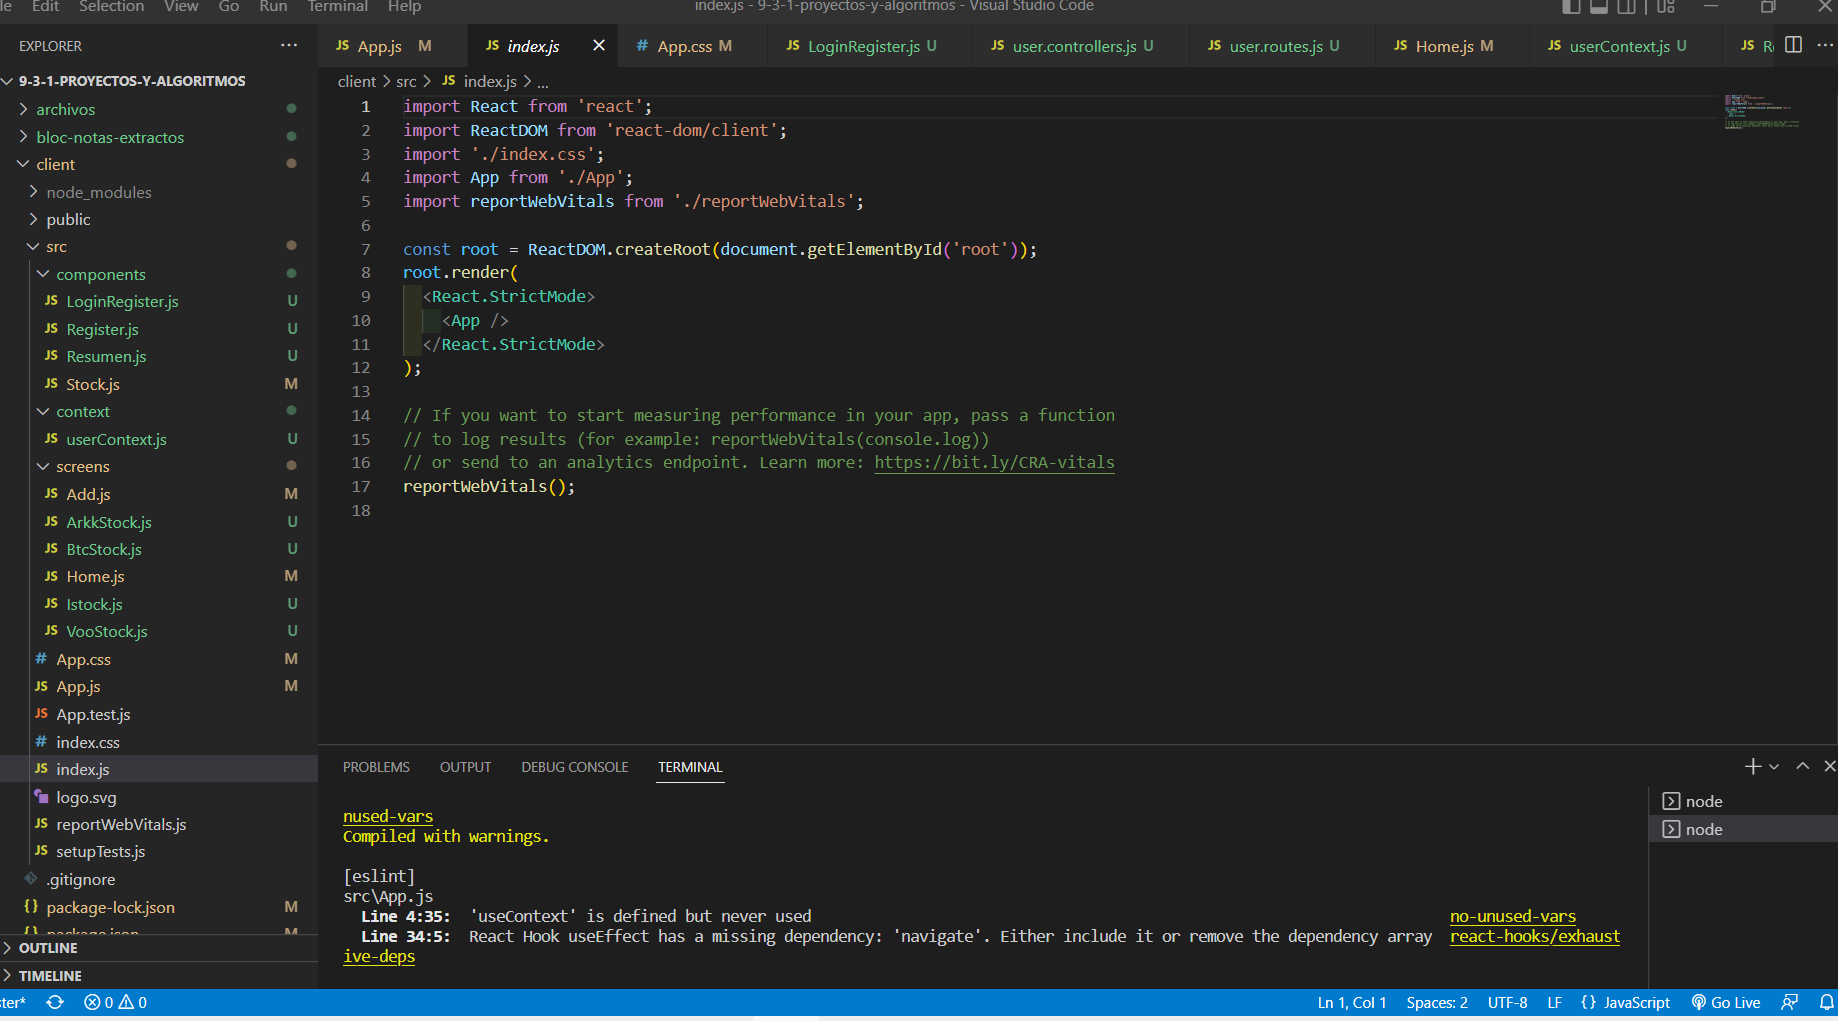 le Edit Selection View Go Run Terminal Help
index.js - 9-3-1-proyectos-y-algoritmos - Visual Studio Code
EXPLORER ...
9-3-1-PROYECTOS-Y-ALGORITMOS
archivos
bloc-notas-extractos
client
node_modules
public
src
components
JS LoginRegister.js U
JS Register.js U
JS Resumen.js U
JS Stock.js M
context
JS userContext.js U
screens
JS Add.js M
JS ArkkStock.js U
JS BtcStock.js U
JS Home.js M
JS Istock.js U
JS VooStock.js U
# App.css M
JS App.js M
JS App.test.js
# index.css
JS index.js
logo.svg
JS reportWebVitals.js
JS setupTests.js
.gitignore
{} package-lock.json M
{} package.json M
OUTLINE
TIMELINE
JS App.js M
JS index.js
# App.css M
JS LoginRegister.js U
JS user.controllers.js U
JS user.routes.js U
JS Home.js M
JS userContext.js U
JS Re
client > src > JS index.js > ...
1 import React from 'react';
2 import ReactDOM from 'react-dom/client';
3 import './index.css';
4 import App from './App';
5 import reportWebVitals from './reportWebVitals';
6
7 const root = ReactDOM.createRoot(document.getElementById('root'));
8 root.render(
9 <React.StrictMode>
10 <App />
11 </React.StrictMode>
12 );
13
14 // If you want to start measuring performance in your app, pass a function
15 // to log results (for example: reportWebVitals(console.log))
16 // or send to an analytics endpoint. Learn more: https://bit.ly/CRA-vitals
17 reportWebVitals();
18
PROBLEMS OUTPUT DEBUG CONSOLE TERMINAL
nused-vars
Compiled with warnings.
[eslint]
src\App.js
Line 4:35: 'useContext' is defined but never used no-unused-vars
Line 34:5: React Hook useEffect has a missing dependency: 'navigate'. Either include it or remove the dependency array react-hooks/exhaust
ive-deps
node
node
ster* 0 0
Ln 1, Col 1 Spaces: 2 UTF-8 LF {} JavaScript Go Live